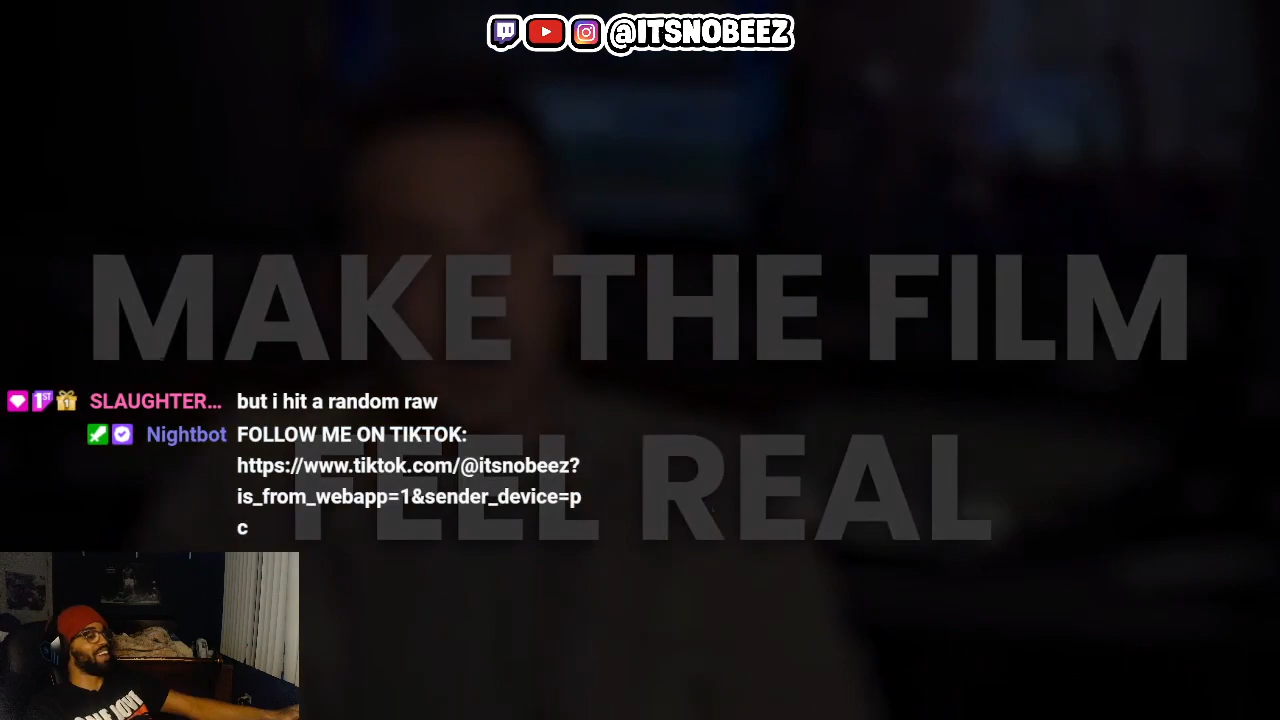 @ITSNOBEEZ
MAKE THE FILM
FEEL REAL
SLAUGHTER... but i hit a random raw
Nightbot FOLLOW ME ON TIKTOK:
https://www.tiktok.com/@itsnobeez?
is_from_webapp=1&sender_device=p
c